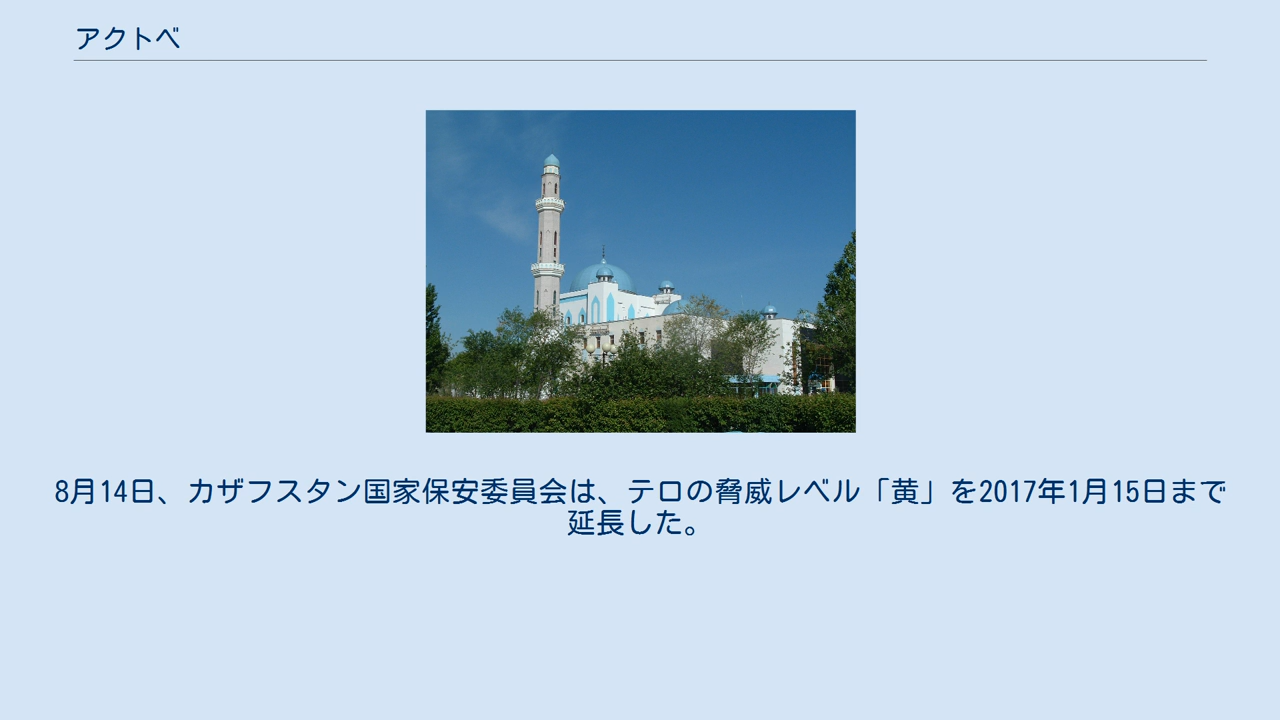 アクトベ
8月14日、カザフスタン国家保安委員会は、テロの脅威レベル「黄」を2017年1月15日まで
延長した。